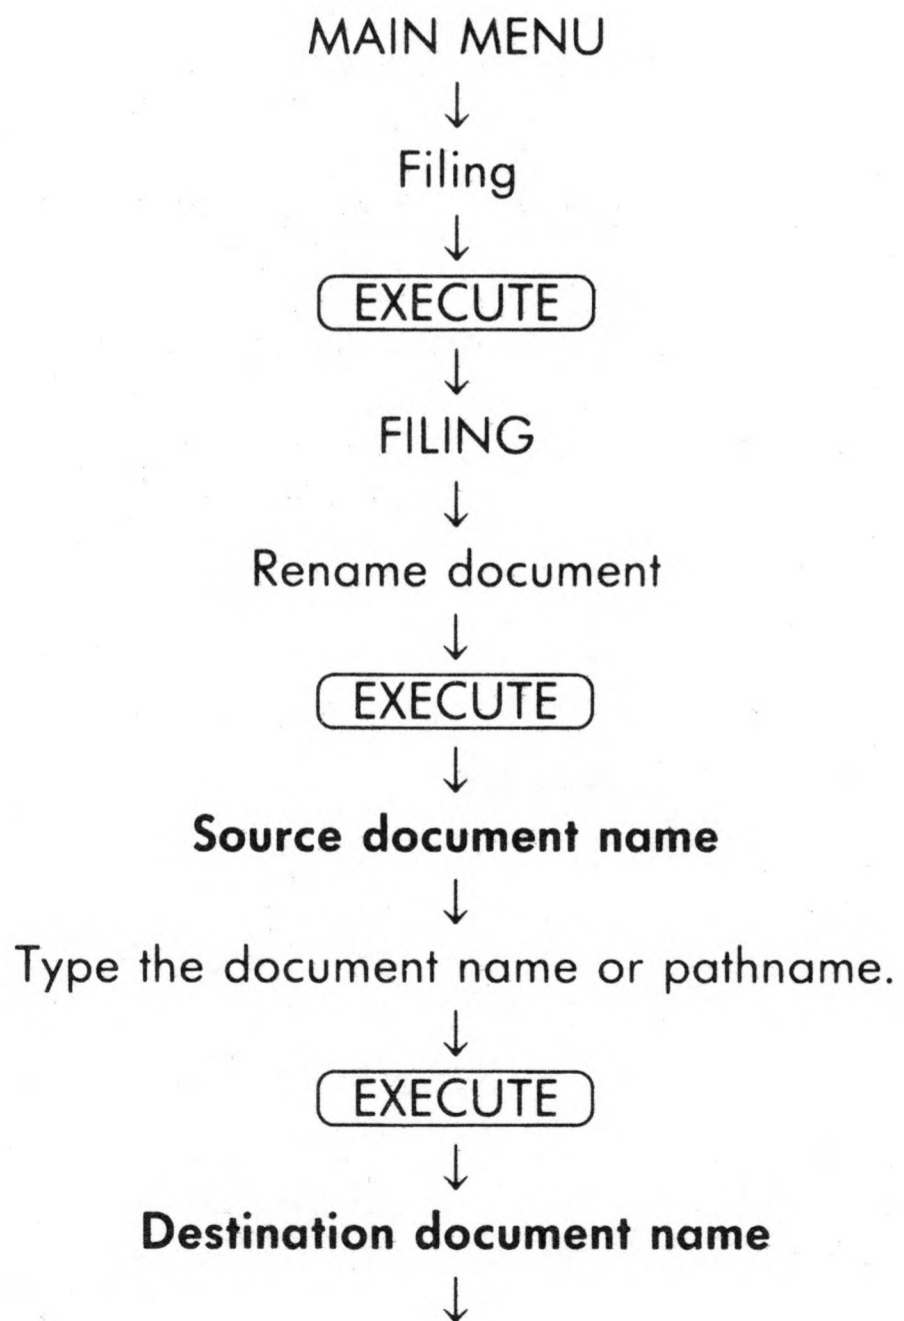 MAIN MENU
↓
Filing
↓
EXECUTE
↓
FILING
↓
Rename document
↓
EXECUTE
↓
Source document name
↓
Type the document name or pathname.
↓
EXECUTE
↓
Destination document name
↓